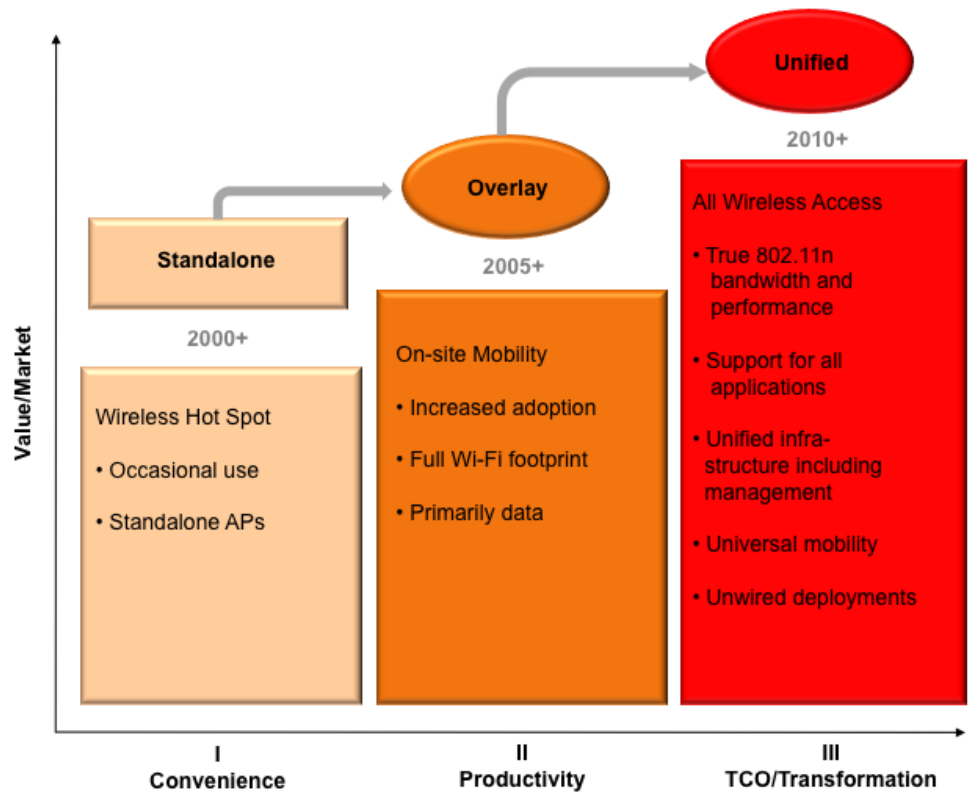 Unified
2010+
Overlay
2005+
Standalone
2000+
Value/Market
Wireless Hot Spot
• Occasional use
• Standalone APs
On-site Mobility
• Increased adoption
• Full Wi-Fi footprint
• Primarily data
All Wireless Access
• True 802.11n
bandwidth and
performance
• Support for all
applications
• Unified infra-
structure including
management
• Universal mobility
• Unwired deployments
I
Convenience
II
Productivity
III
TCO/Transformation